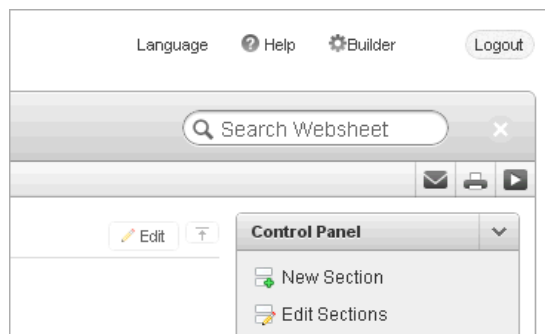 Language Help Builder Logout
Search Websheet
Edit Control Panel
New Section
Edit Sections